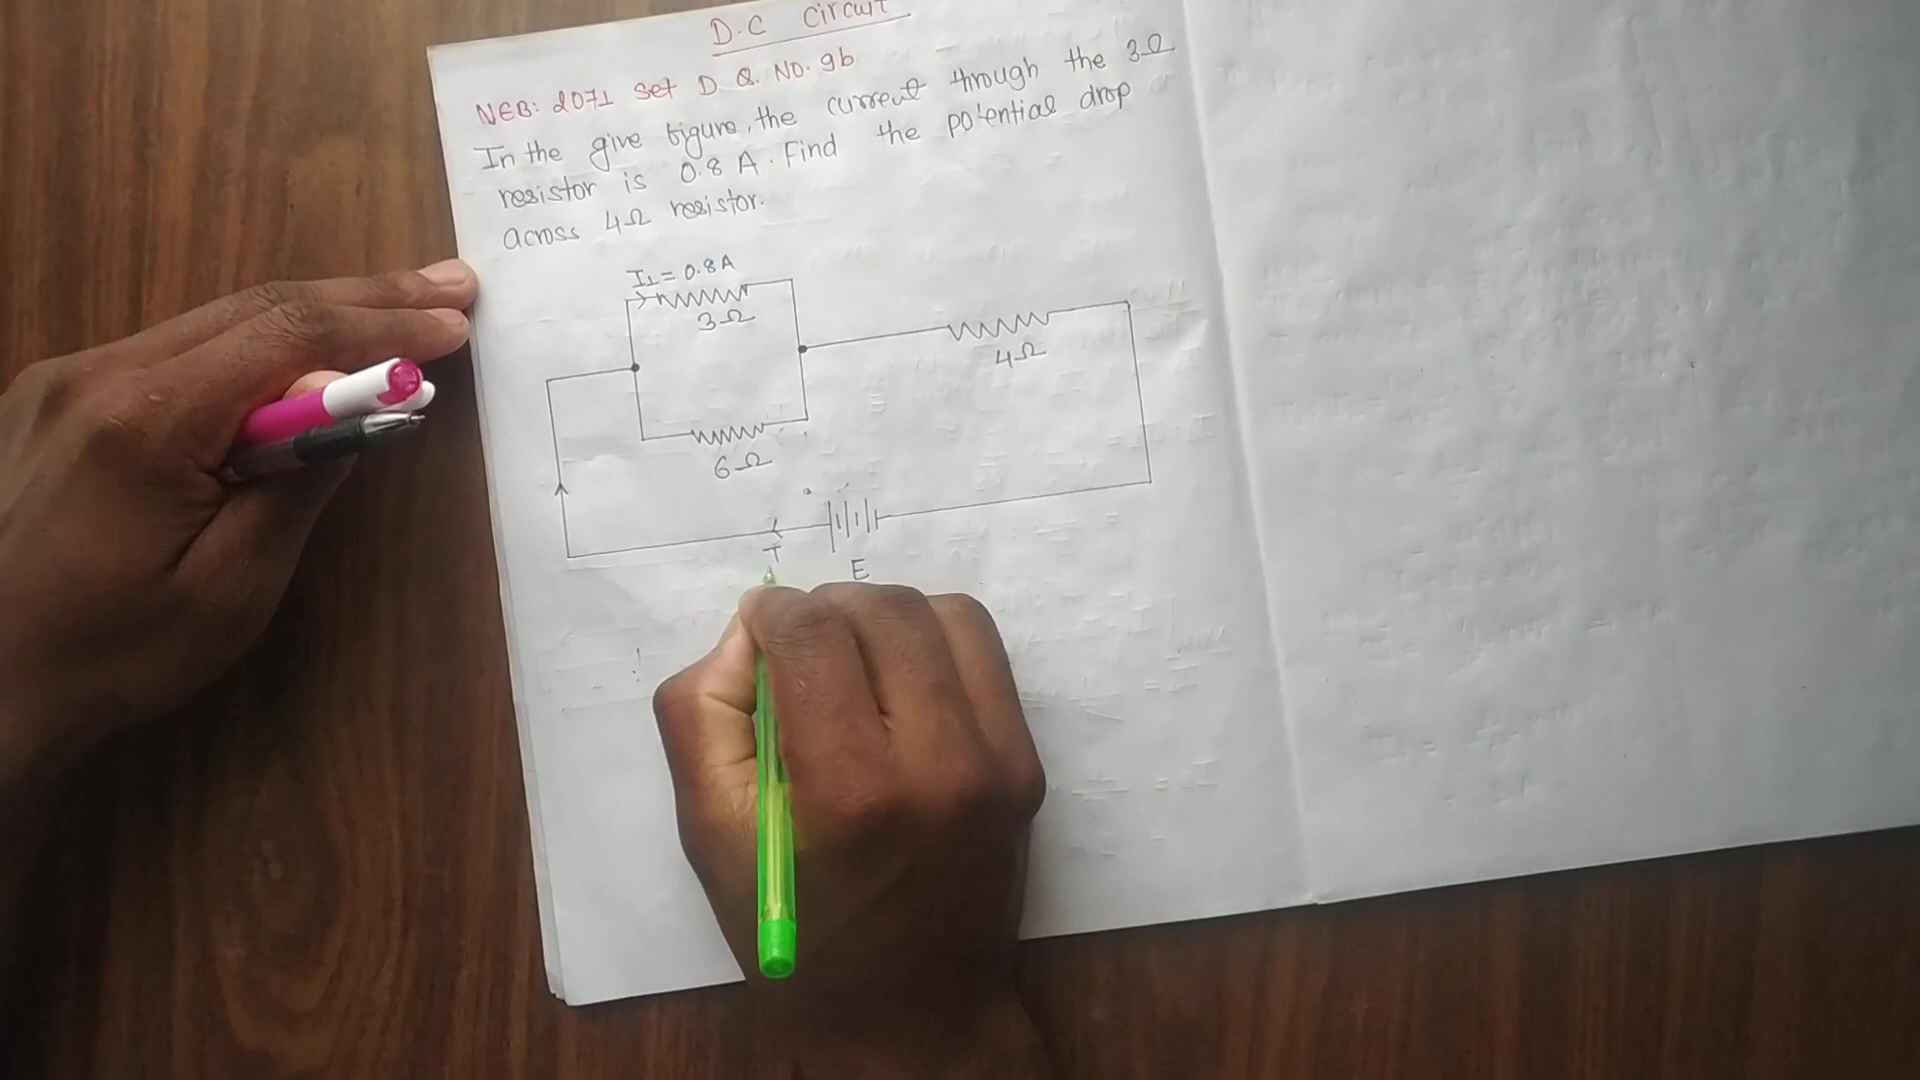 D.C Circuit
NEB: 2071 Set D Q. NO. 9b
In the give figure, the current through the 3Ω
resistor is 0.8 A. Find the potential drop
across 4Ω resistor.
I1 = 0.8A
3Ω
4Ω
6Ω
I
E